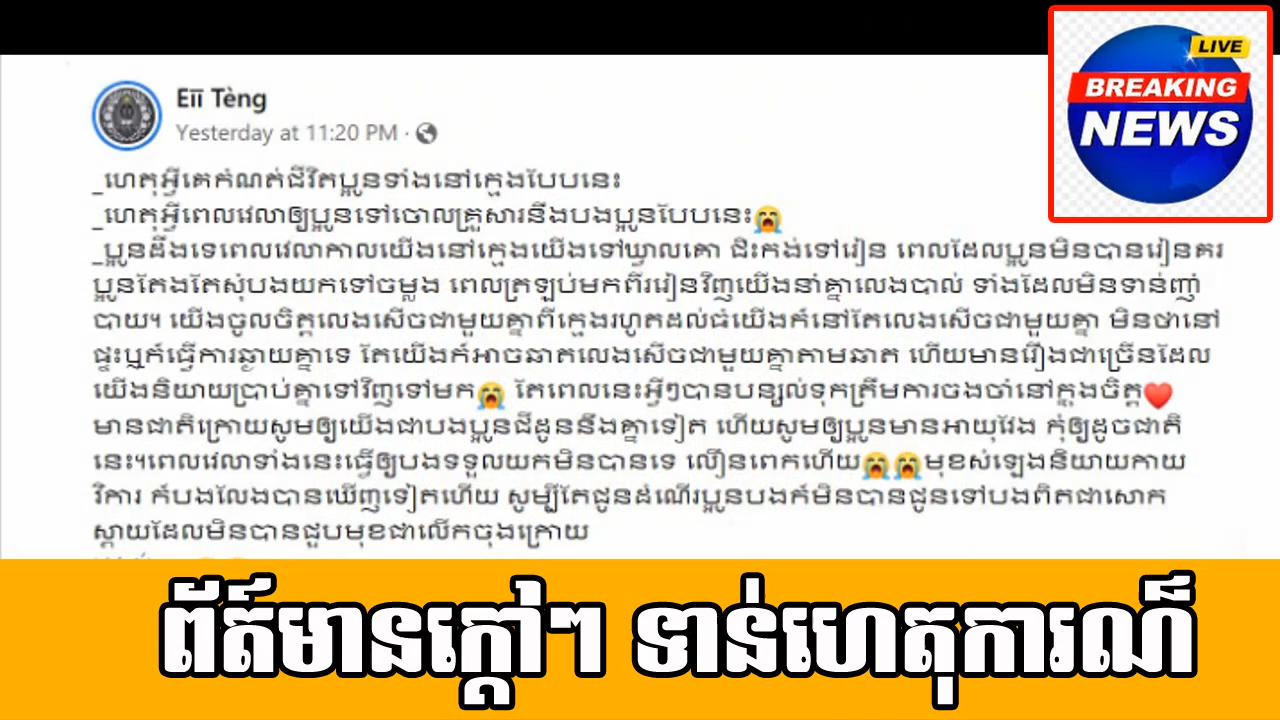 LIVE
BREAKING
NEWS
Eīī Tèng
Yesterday at 11:20 PM ·
_ហេតុអ្វីគេកំណត់ជីវិតប្អូនទាំងនៅក្មេងបែបនេះ
_ហេតុអ្វីពេលវេលាឲ្យប្អូនទៅចោលគ្រួសារនឹងបងប្អូនបែបនេះ😭
_ប្អូនដឹងទេពេលវេលាកាលយើងនៅក្មេងយើងទៅឃ្វាលគោ ជិះកង់ទៅរៀន ពេលដែលប្អូនមិនបានរៀនគរ
ប្អូនតែងតែសុំបងយកទៅចម្លង ពេលត្រឡប់មកពីររៀនវិញយើងនាំគ្នាលេងបាល់ ទាំងដែលមិនទាន់ញ៉ាំ
បាយ។ យើងចូលចិត្តលេងសើចជាមួយគ្នាពីក្មេងរហូតដល់ធំយើងក៍នៅតែលេងសើចជាមួយគ្នា មិនថានៅ
ផ្ទះឬក៍ធ្វើការឆ្ងាយគ្នាទេ តែយើងក៍អាចឆាតលេងសើចជាមួយគ្នាតាមឆាត ហើយមានរឿងជាច្រើនដែល
យើងនិយាយប្រាប់គ្នាទៅវិញទៅមក😭 តែពេលនេះអ្វីៗបានបន្សល់ទុកត្រឹមការចងចាំនៅក្នុងចិត្ត❤️
មានជាតិក្រោយសូមឲ្យយើងជាបងប្អូនជីដូននឹងគ្នាទៀត ហើយសូមឲ្យប្អូនមានអាយុវែង កុំឲ្យដូចជាតិ
នេះ។ពេលវេលាទាំងនេះធ្វើឲ្យបងទទួលយកមិនបានទេ លឿនពេកហើយ😭😭មុខសំឡេងនិយាយកាយ
វិការ ក៍បងលែងបានឃើញទៀតហើយ សូម្បីតែជូនដំណើរប្អូនបងក៍មិនបានជូនទៅបងពិតជាសោក
ស្តាយដែលមិនបានជួបមុខជាលើកចុងក្រោយ
ព័ត៌មានក្តៅៗ ទាន់ហេតុការណ៍